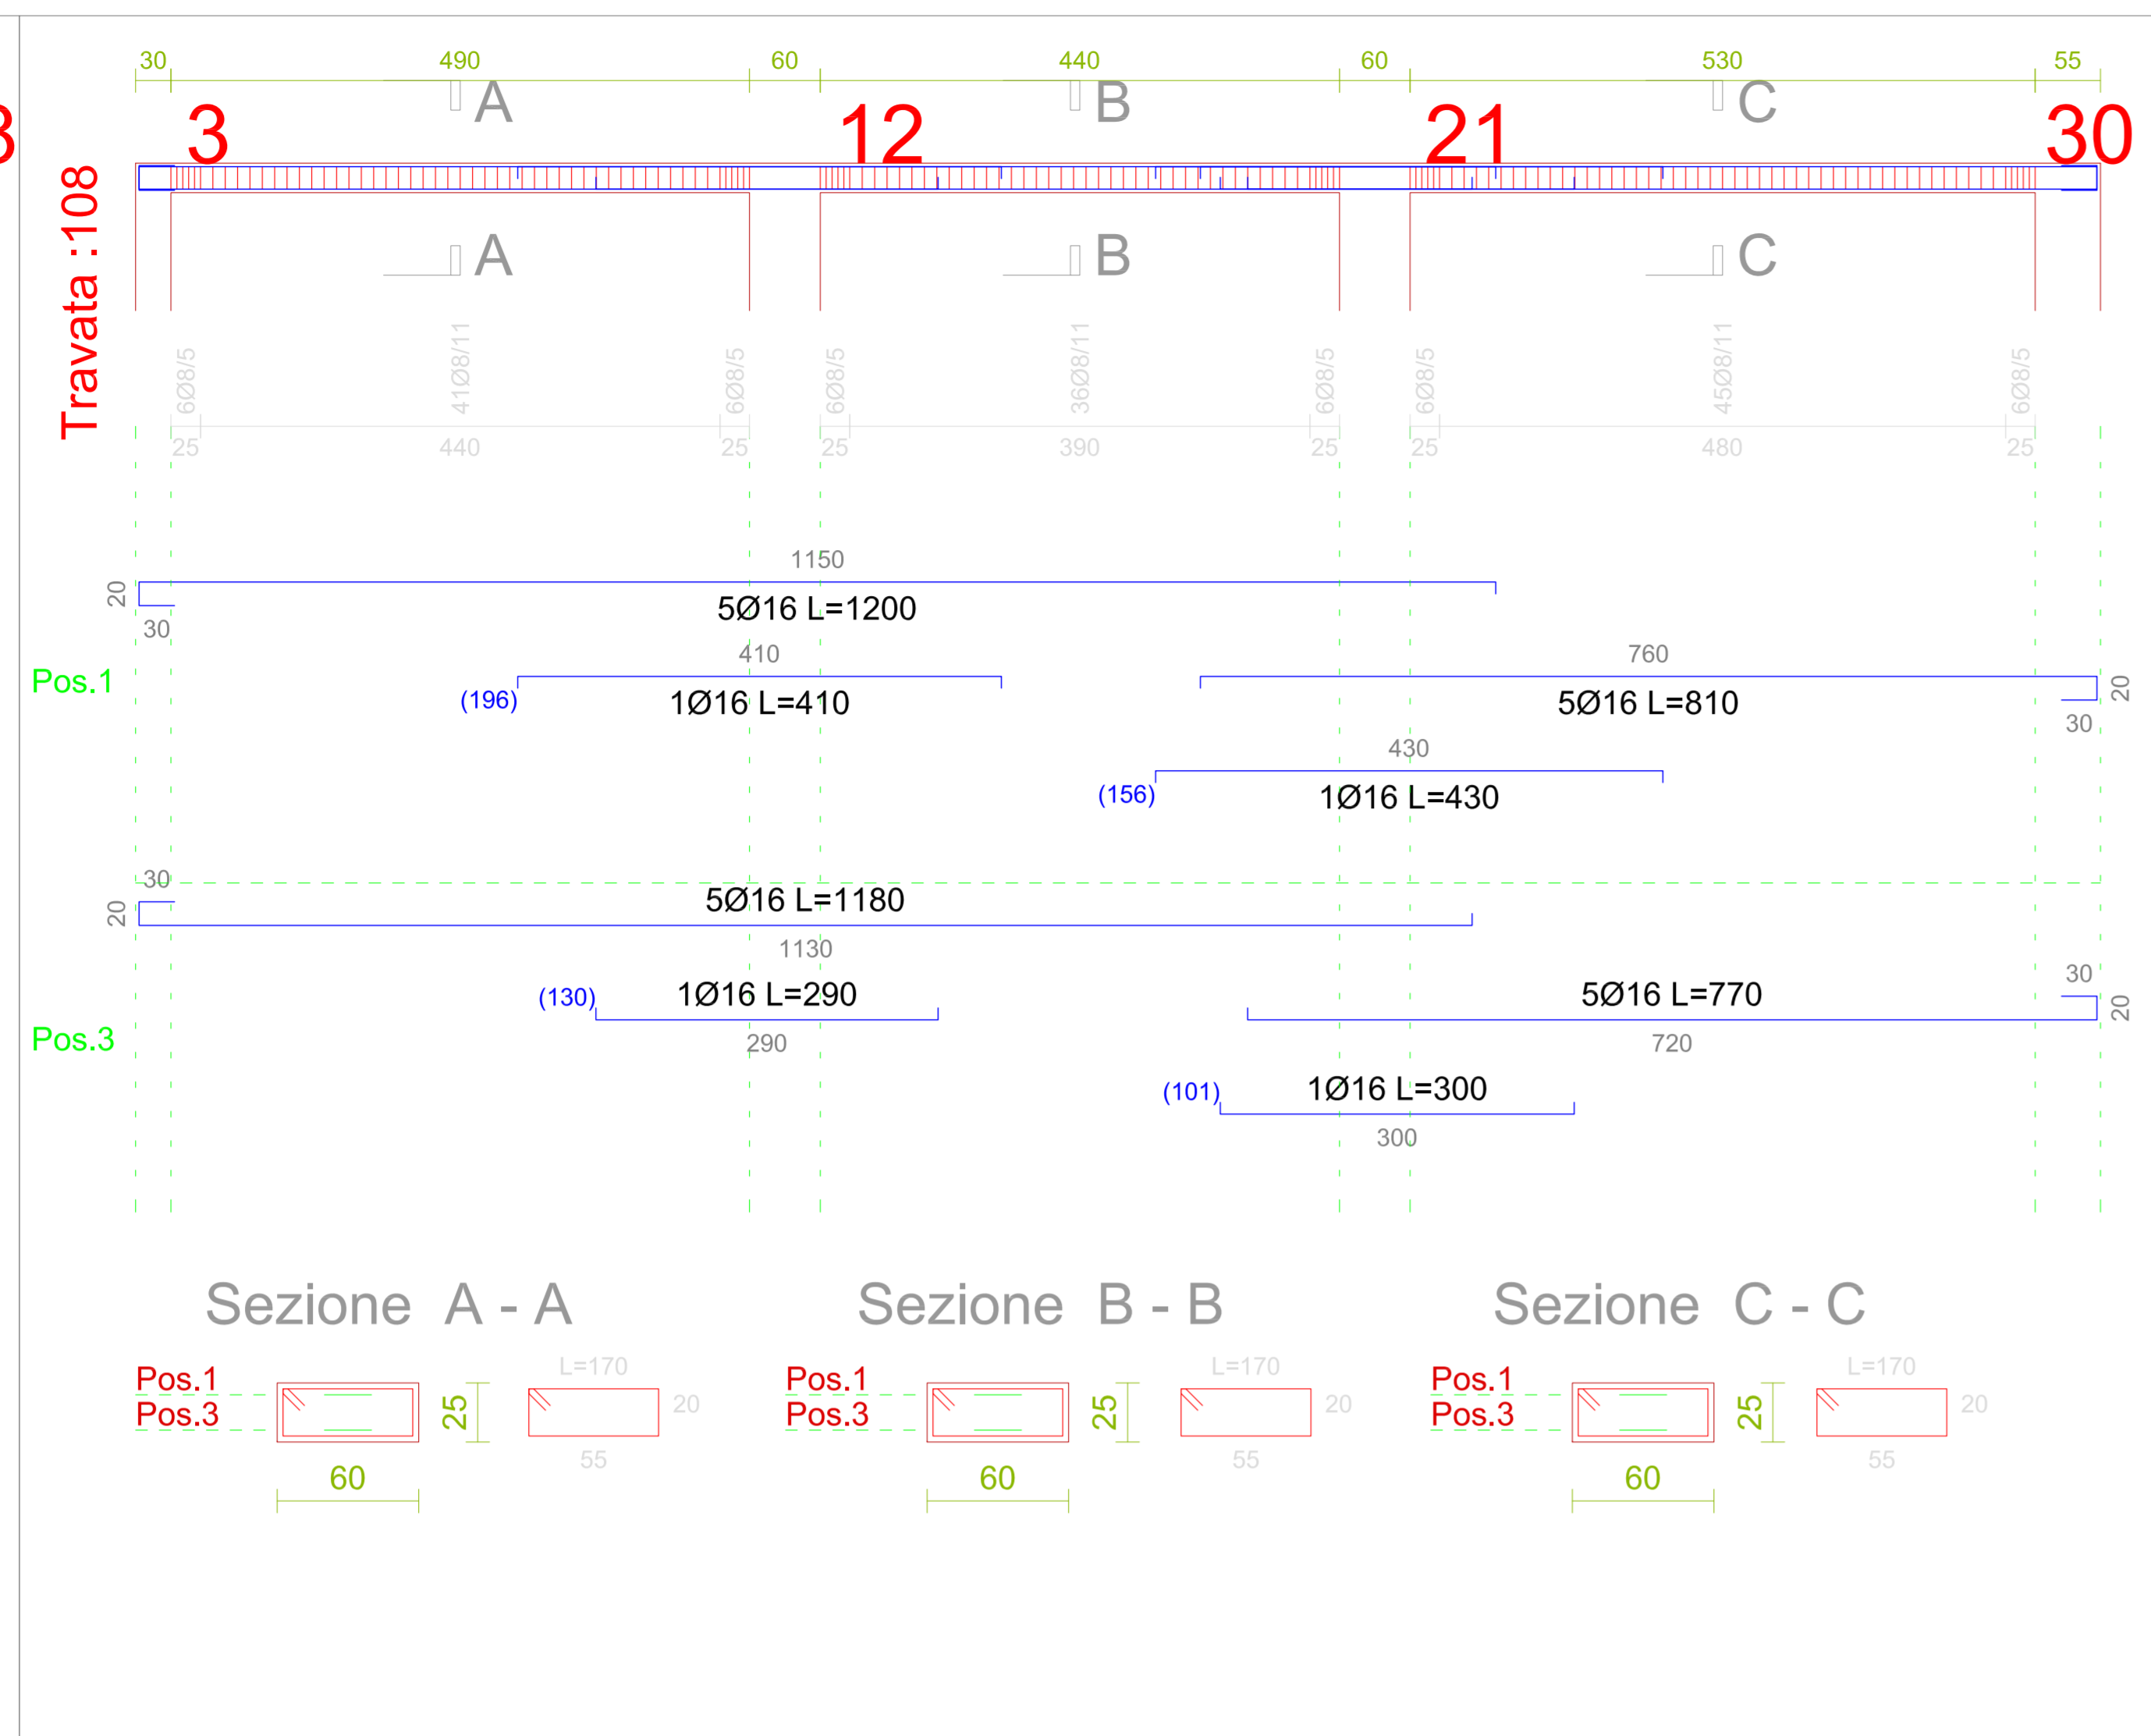 30 490 60 440 60 530 55
A B C
3 3 12 21 30
Travata :108
A B C
6Ø8/5 41Ø8/11 6Ø8/5 6Ø8/5 36Ø8/11 6Ø8/5 6Ø8/5 45Ø8/11 6Ø8/5
25 440 25 25 390 25 25 480 25
1150
20
5Ø16 L=1200
30
410 760
Pos.1
(196) 1Ø16 L=410 5Ø16 L=810 20
30
430
(156) 1Ø16 L=430
30
5Ø16 L=1180
20
1130
30
(130) 1Ø16 L=290 5Ø16 L=770 20
Pos.3
290 720
(101) 1Ø16 L=300
300
Sezione A - A Sezione B - B Sezione C - C
L=170 L=170 L=170
Pos.1 Pos.1 Pos.1
25 20 25 20 25 20
Pos.3 Pos.3 Pos.3
55 55 55
60 60 60